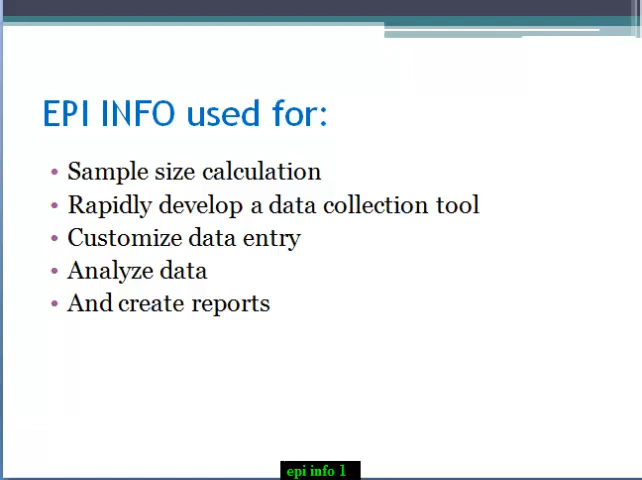 EPI INFO used for:
• Sample size calculation
• Rapidly develop a data collection tool
• Customize data entry
• Analyze data
• And create reports
epi info 1